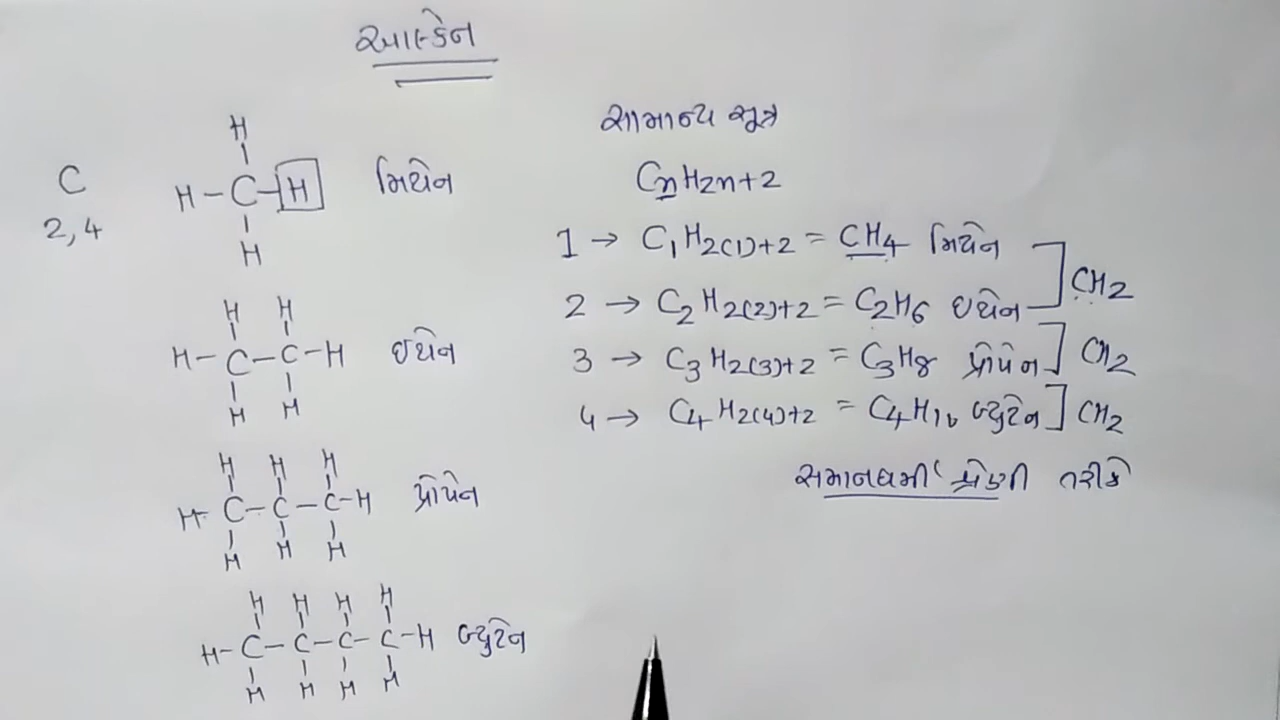 આલ્કેન
H
C H-C-H મિથેન
2,4
H
H H
H-C-C-H ઇથેન
H H
H H H
H-C-C-C-H પ્રોપેન
H H H
H H H H
H-C-C-C-C-H બ્યુટેન
H H H H
સામાન્ય સૂત્ર
CnH2n+2
1 → C1H2(1)+2 = CH4 મિથેન
CH2
2 → C2H2(2)+2 = C2H6 ઇથેન
3 → C3H2(3)+2 = C3H8 પ્રોપેન CH2
4 → C4H2(4)+2 = C4H10 બ્યુટેન CH2
સમાનધર્મી શ્રેણી તરીકે